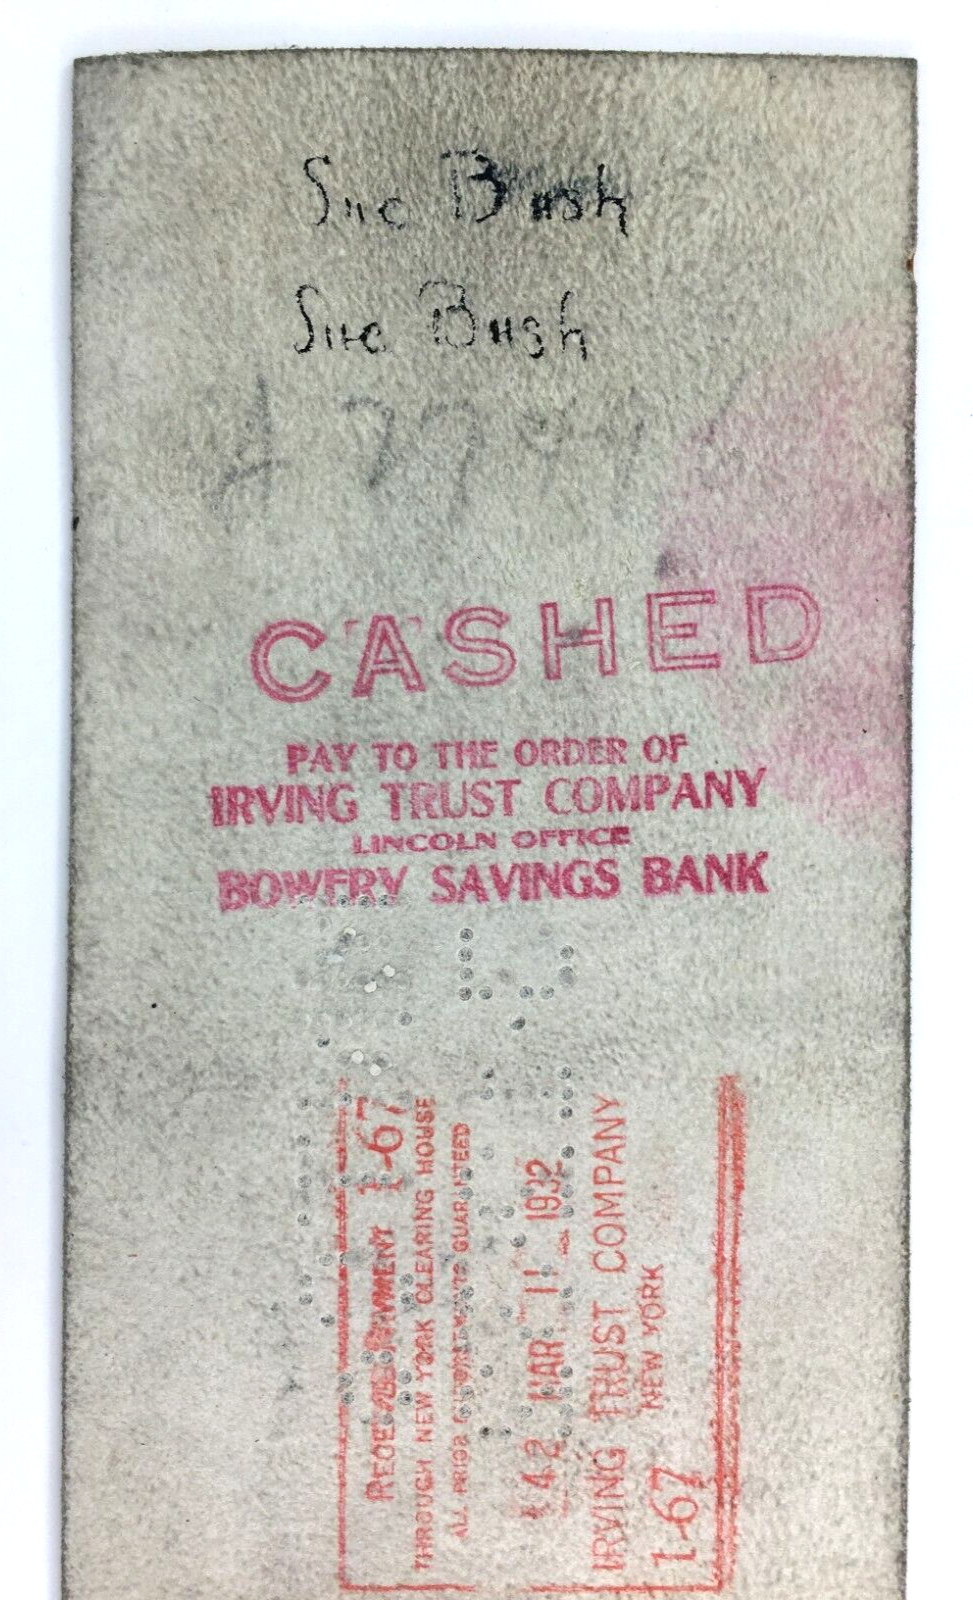 Sue Bush
Sue Bush
CASHED
PAY TO THE ORDER OF
IRVING TRUST COMPANY
LINCOLN OFFICE
BOWERY SAVINGS BANK
RECEIVED PAYMENT 1-67
THROUGH NEW YORK CLEARING HOUSE
ALL PRIOR ENDORSEMENTS GUARANTEED
42 MAR 11 1932
IRVING TRUST COMPANY
NEW YORK
1-67